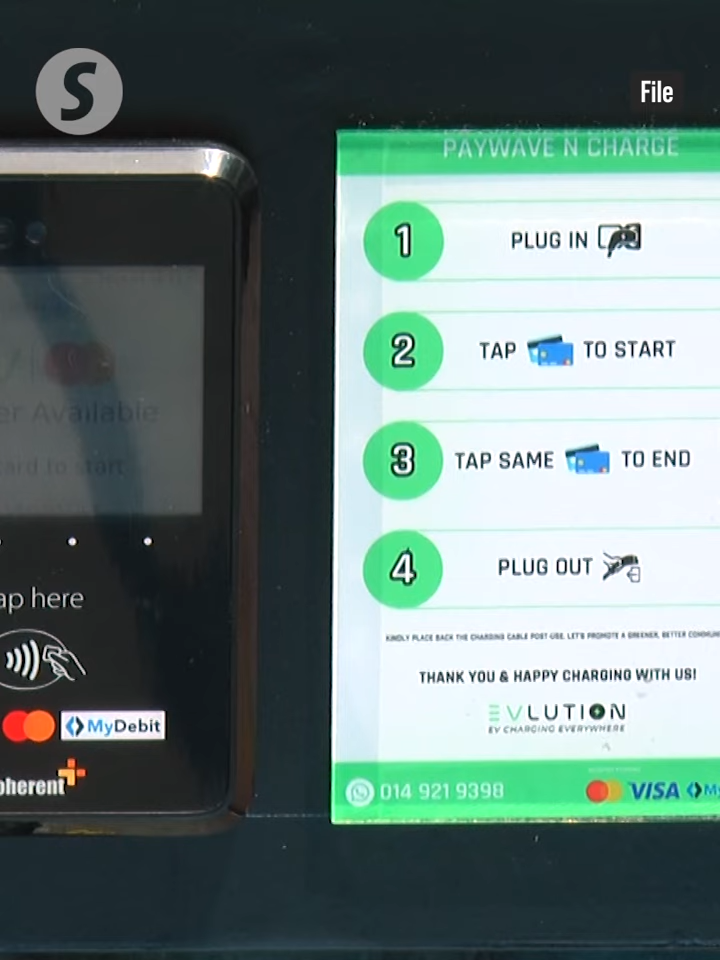 S
File
PAYWAVE N CHARGE
1
PLUG IN
2
TAP TO START
3
TAP SAME TO END
4
PLUG OUT
KINDLY PLACE BACK THE CHARGING CABLE POST-USE. LET'S PROMOTE A GREENER, BETTER
THANK YOU & HAPPY CHARGING WITH US!
EVLUTION
EV CHARGING EVERYWHERE
014 921 9398
VISA
er Available
card to start
ap here
MyDebit
oherent